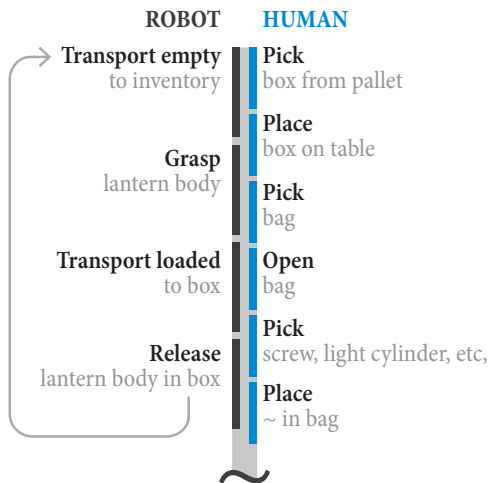 ROBOT HUMAN
Transport empty
to inventory
Grasp
lantern body
Transport loaded
to box
Release
lantern body in box
Pick
box from pallet
Place
box on table
Pick
bag
Open
bag
Pick
screw, light cylinder, etc,
Place
~ in bag